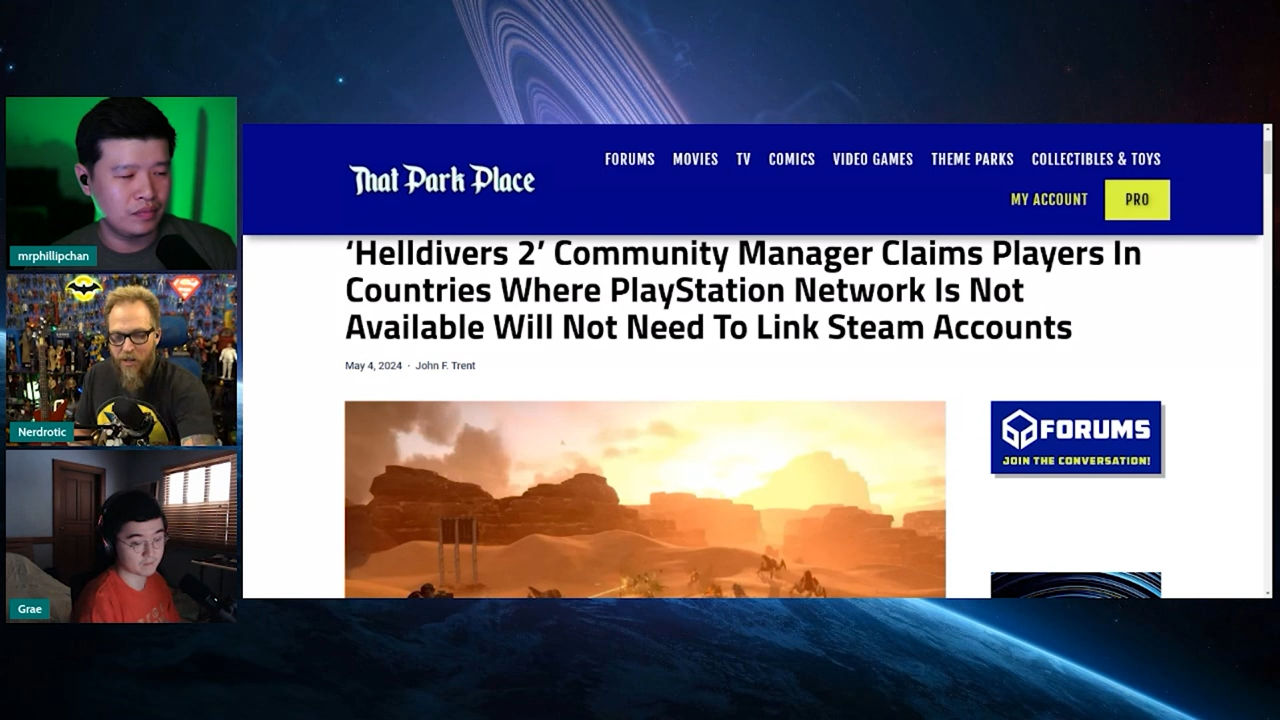 mrphillipchan
Nerdrotic
Grae
That Park Place
FORUMS MOVIES TV COMICS VIDEO GAMES THEME PARKS COLLECTIBLES & TOYS
MY ACCOUNT PRO
‘Helldivers 2’ Community Manager Claims Players In
Countries Where PlayStation Network Is Not
Available Will Not Need To Link Steam Accounts
May 4, 2024 · John F. Trent
FORUMS
JOIN THE CONVERSATION!